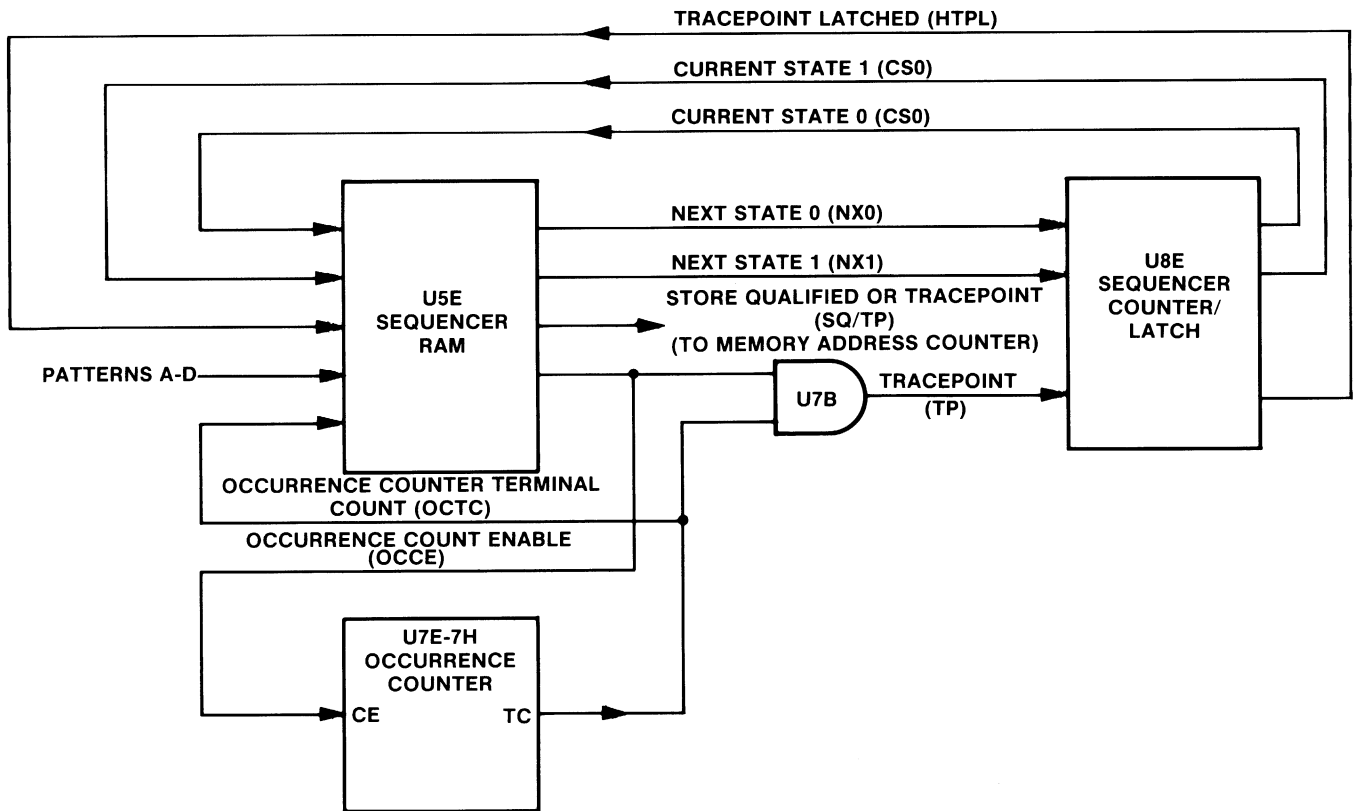 TRACEPOINT LATCHED (HTPL)
CURRENT STATE 1 (CS0)
CURRENT STATE 0 (CS0)
NEXT STATE 0 (NX0)
NEXT STATE 1 (NX1)
STORE QUALIFIED OR TRACEPOINT
(SQ/TP)
(TO MEMORY ADDRESS COUNTER)
U5E
SEQUENCER
RAM
U8E
SEQUENCER
COUNTER/
LATCH
PATTERNS A-D
U7B
TRACEPOINT
(TP)
OCCURRENCE COUNTER TERMINAL
COUNT (OCTC)
OCCURRENCE COUNT ENABLE
(OCCE)
U7E-7H
OCCURRENCE
COUNTER
CE
TC